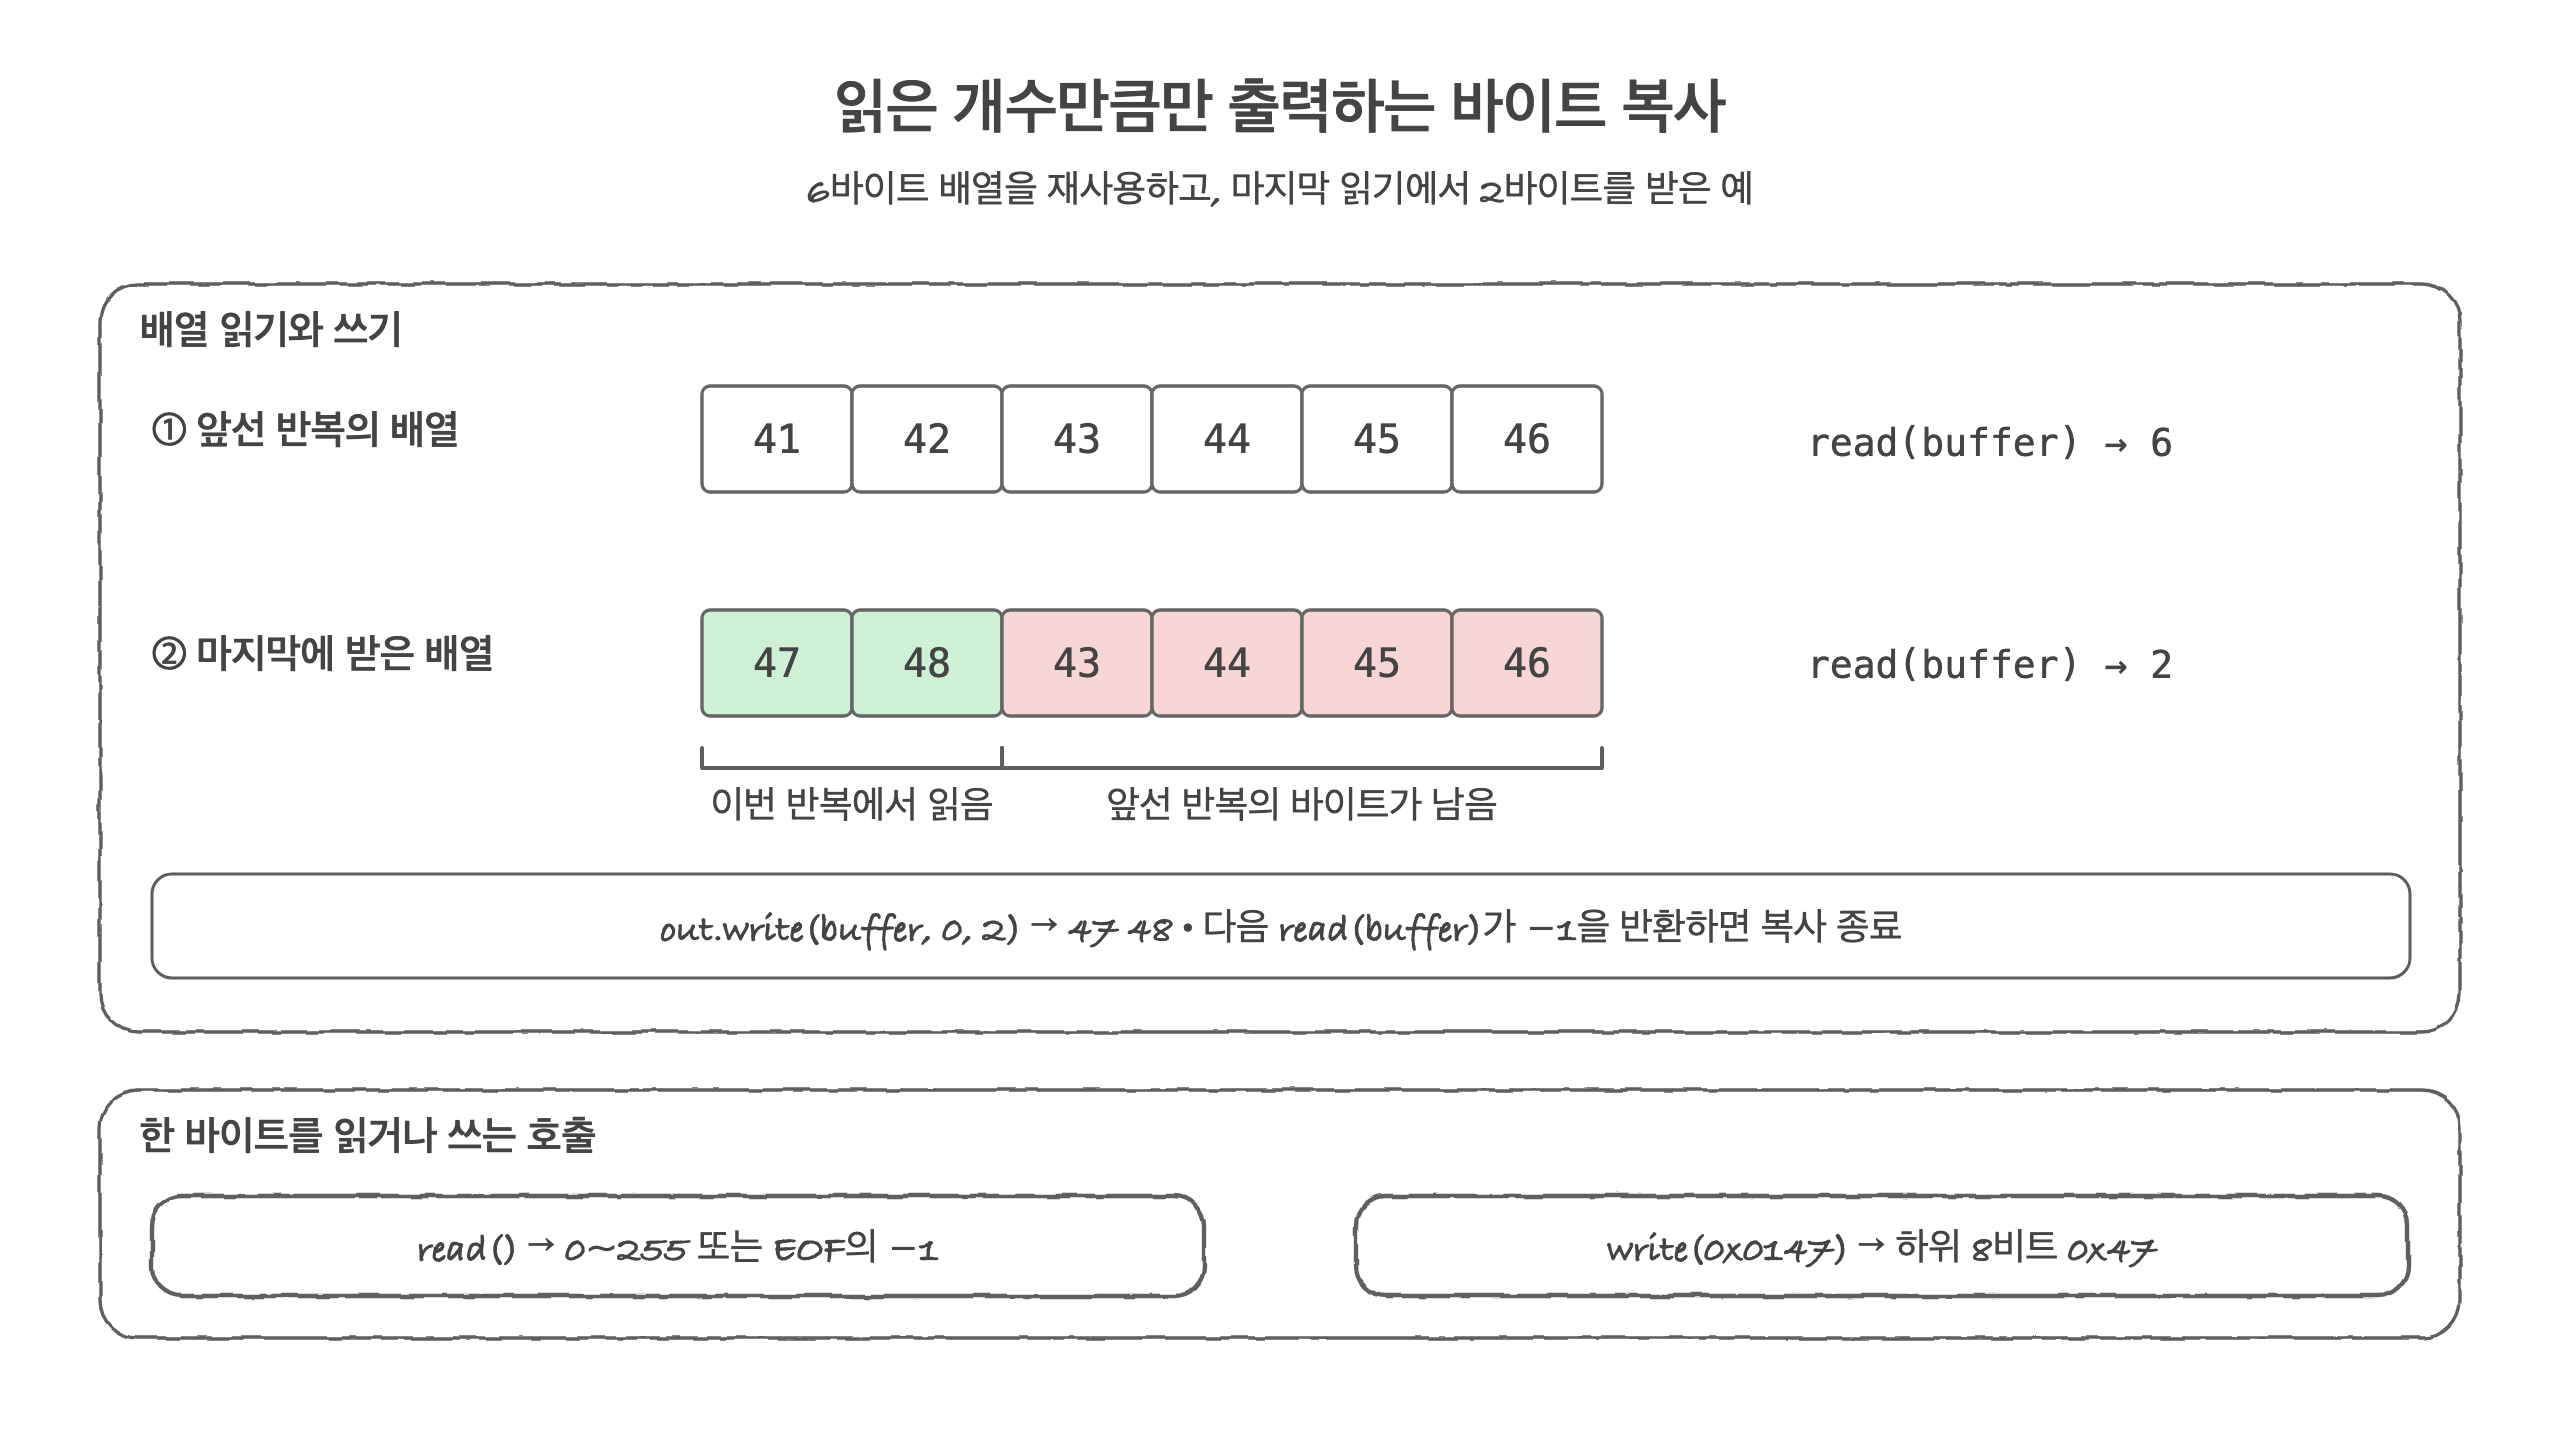 읽은 개수만큼만 출력하는 바이트 복사
6바이트 배열을 재사용하고, 마지막 읽기에서 2바이트를 받은 예
배열 읽기와 쓰기
① 앞선 반복의 배열
41 42 43 44 45 46
read(buffer) → 6
② 마지막에 받은 배열
47 48 43 44 45 46
read(buffer) → 2
이번 반복에서 읽음
앞선 반복의 바이트가 남음
out.write(buffer, 0, 2) → 47 48 • 다음 read(buffer)가 −1을 반환하면 복사 종료
한 바이트를 읽거나 쓰는 호출
read() → 0~255 또는 EOF의 −1
write(0x0147) → 하위 8비트 0x47